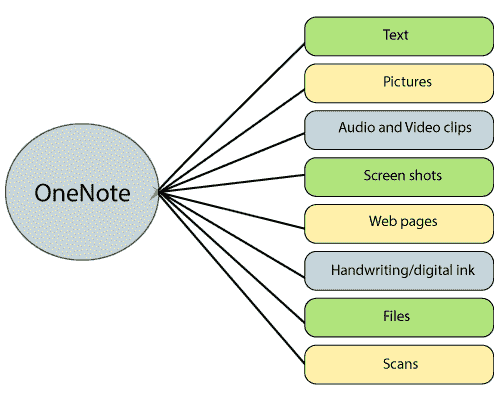 OneNote
Text
Pictures
Audio and Video clips
Screen shots
Web pages
Handwriting/digital ink
Files
Scans